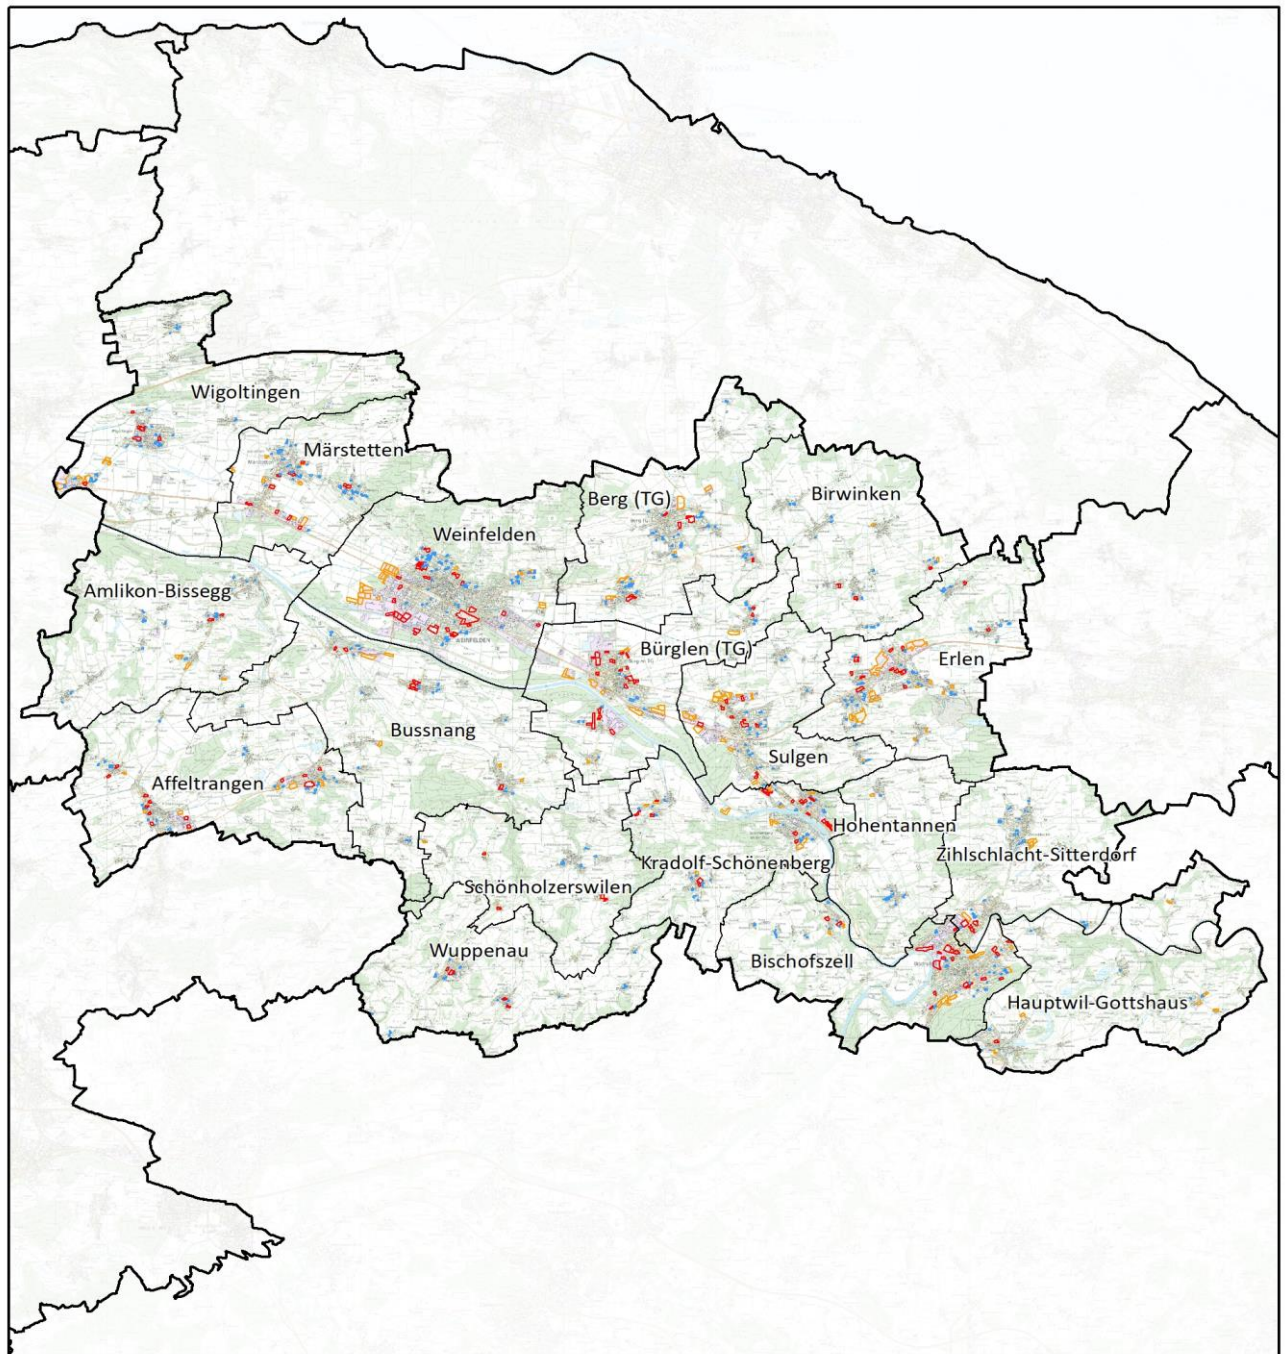 Wigoltingen
Märstetten
Berg (TG)
Birwinken
Weinfelden
Amlikon-Bissegg
Bürglen (TG)
Erlen
Bussnang
Sulgen
Affeltrangen
Hohentannen
Zihlschlacht-Sitterdorf
Kradolf-Schönenberg
Schönholzerswilen
Wuppenau
Bischofszell
Hauptwil-Gottshaus